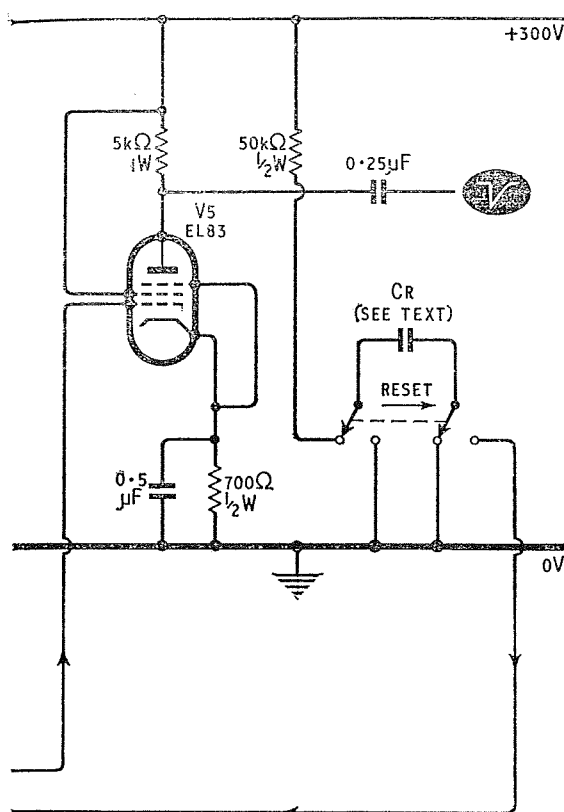 +300V
5kΩ
1W
50kΩ
½W
0·25µF
V5
EL83
CR
(SEE TEXT)
RESET
0·5
µF
700Ω
½W
0V